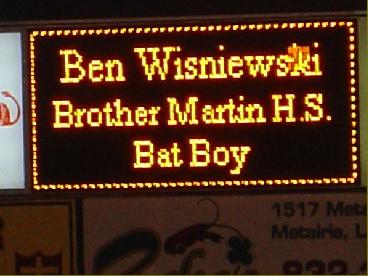 Ben Wisniewski
Brother Martin H.S.
Bat Boy
1517 Meta
Metairie, L